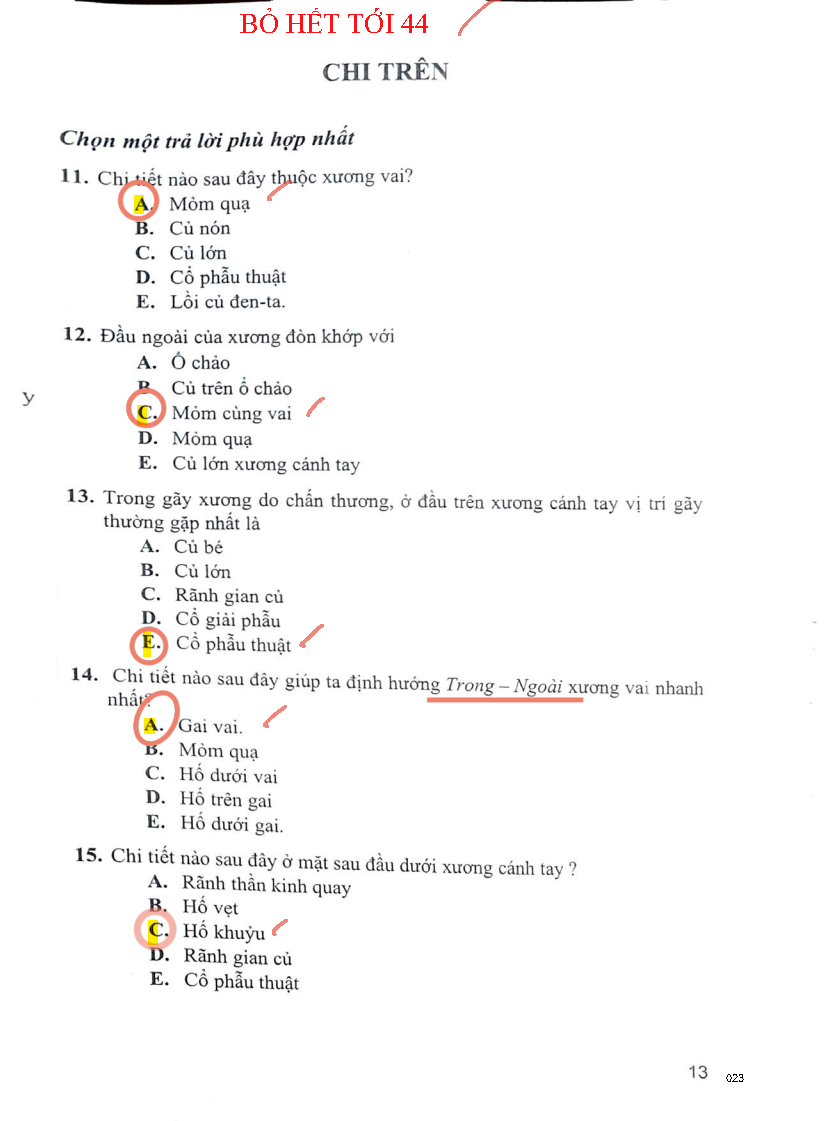 BỎ HẾT TỚI 44
CHI TRÊN
Chọn một trả lời phù hợp nhất
11. Chi tiết nào sau đây thuộc xương vai?
A. Mỏm quạ
B. Củ nón
C. Củ lớn
D. Cổ phẫu thuật
E. Lồi củ đen-ta.
12. Đầu ngoài của xương đòn khớp với
A. Ổ chảo
B. Củ trên ổ chảo
y
C. Mỏm cùng vai
D. Mỏm quạ
E. Củ lớn xương cánh tay
13. Trong gãy xương do chấn thương, ở đầu trên xương cánh tay vị trí gãy
thường gặp nhất là
A. Củ bé
B. Củ lớn
C. Rãnh gian củ
D. Cổ giải phẫu
E. Cổ phẫu thuật
14. Chi tiết nào sau đây giúp ta định hướng Trong – Ngoài xương vai nhanh
nhất?
A. Gai vai.
B. Mỏm quạ
C. Hố dưới vai
D. Hố trên gai
E. Hố dưới gai.
15. Chi tiết nào sau đây ở mặt sau đầu dưới xương cánh tay ?
A. Rãnh thần kinh quay
B. Hố vẹt
C. Hố khuỷu
D. Rãnh gian củ
E. Cổ phẫu thuật
13 023